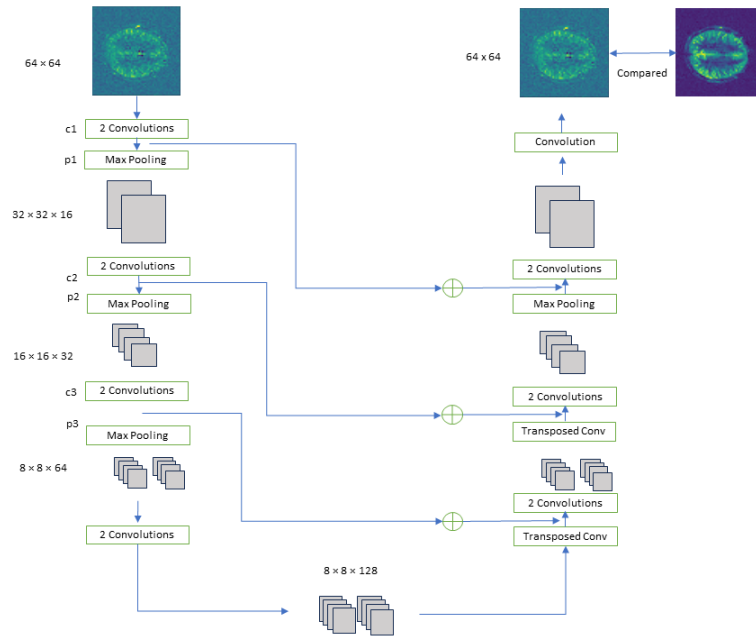 64 × 64
64 x 64
Compared
c1
2 Convolutions
p1
Max Pooling
Convolution
32 × 32 × 16
2 Convolutions
c2
p2
Max Pooling
2 Convolutions
Max Pooling
16 × 16 × 32
c3
2 Convolutions
2 Convolutions
p3
Max Pooling
Transposed Conv
8 × 8 × 64
2 Convolutions
2 Convolutions
Transposed Conv
8 × 8 × 128